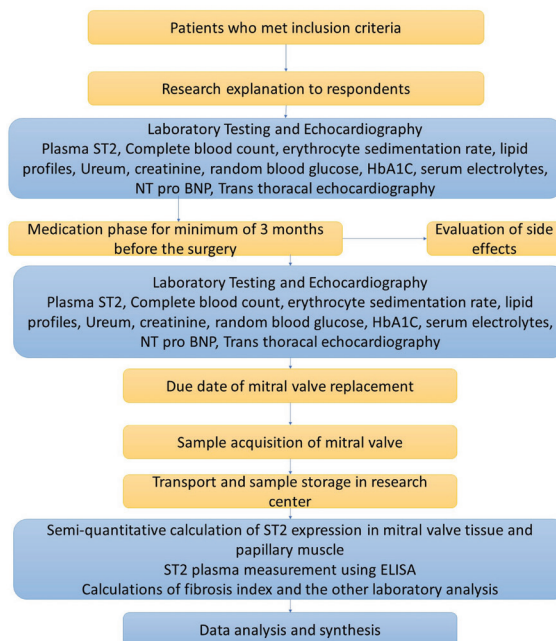 Patients who met inclusion criteria
Research explanation to respondents
Laboratory Testing and Echocardiography
Plasma ST2, Complete blood count, erythrocyte sedimentation rate, lipid
profiles, Ureum, creatinine, random blood glucose, HbA1C, serum electrolytes,
NT pro BNP, Trans thoracal echocardiography
Medication phase for minimum of 3 months
before the surgery
Evaluation of side
effects
Laboratory Testing and Echocardiography
Plasma ST2, Complete blood count, erythrocyte sedimentation rate, lipid
profiles, Ureum, creatinine, random blood glucose, HbA1C, serum electrolytes,
NT pro BNP, Trans thoracal echocardiography
Due date of mitral valve replacement
Sample acquisition of mitral valve
Transport and sample storage in research
center
Semi-quantitative calculation of ST2 expression in mitral valve tissue and
papillary muscle
ST2 plasma measurement using ELISA
Calculations of fibrosis index and the other laboratory analysis
Data analysis and synthesis